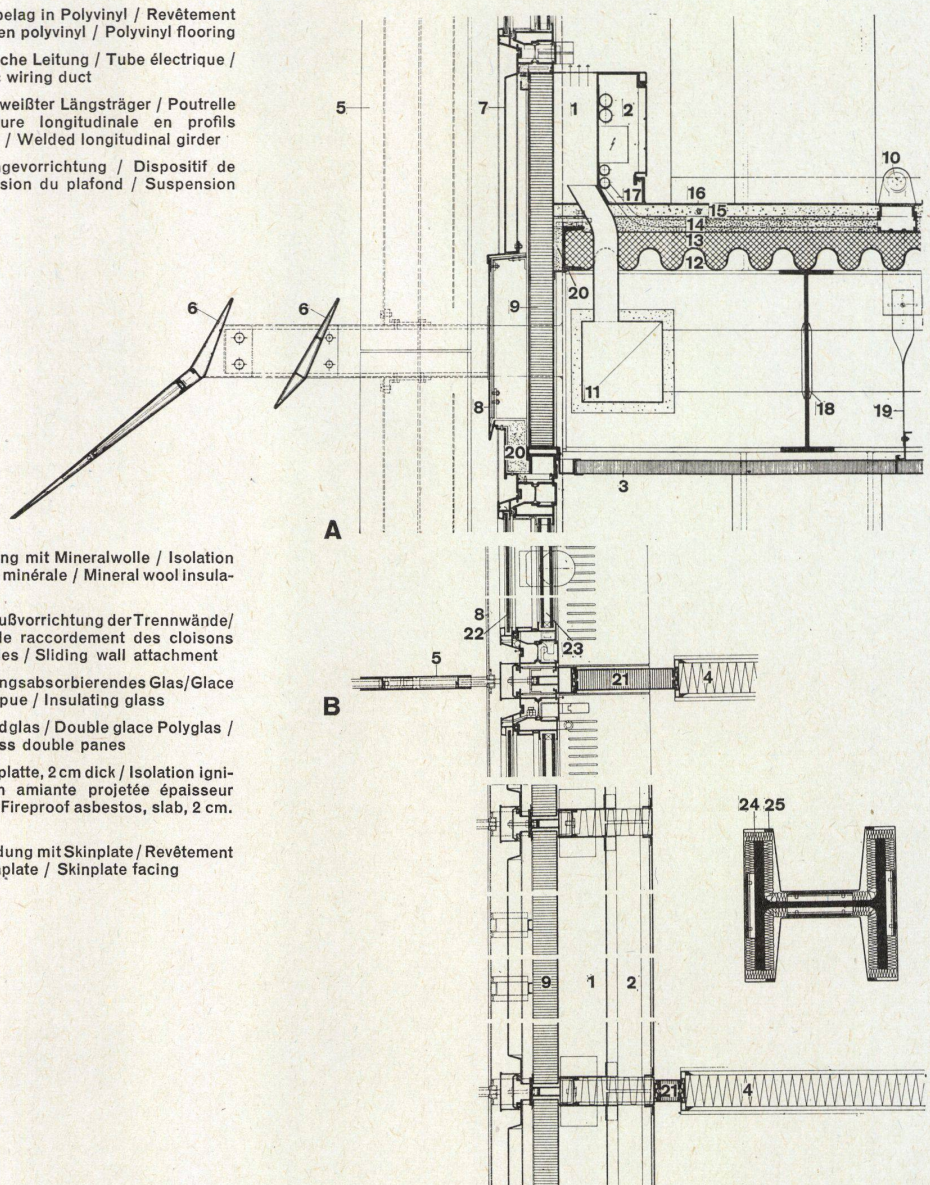 belag in Polyvinyl / Revêtement
en polyvinyl / Polyvinyl flooring
che Leitung / Tube électrique /
wiring duct
weißter Längsträger / Poutrelle
ure longitudinale en profils
/ Welded longitudinal girder
gevorrichtung / Dispositif de
sion du plafond / Suspension
ng mit Mineralwolle / Isolation
minérale / Mineral wool insula-
ußvorrichtung der Trennwände/
le raccordement des cloisons
es / Sliding wall attachment
ngsabsorbierendes Glas/Glace
pue / Insulating glass
dglas / Double glace Polyglas /
ss double panes
platte, 2 cm dick / Isolation igni-
n amiante projetée épaisseur
Fireproof asbestos, slab, 2 cm.
dung mit Skinplate / Revêtement
plate / Skinplate facing
5
7
1
2
10
17
16
15
14
13
12
6
6
9
20
11
8
18
19
20
3
A
8
22
23
5
21
4
B
24 25
9
1
2
21
4